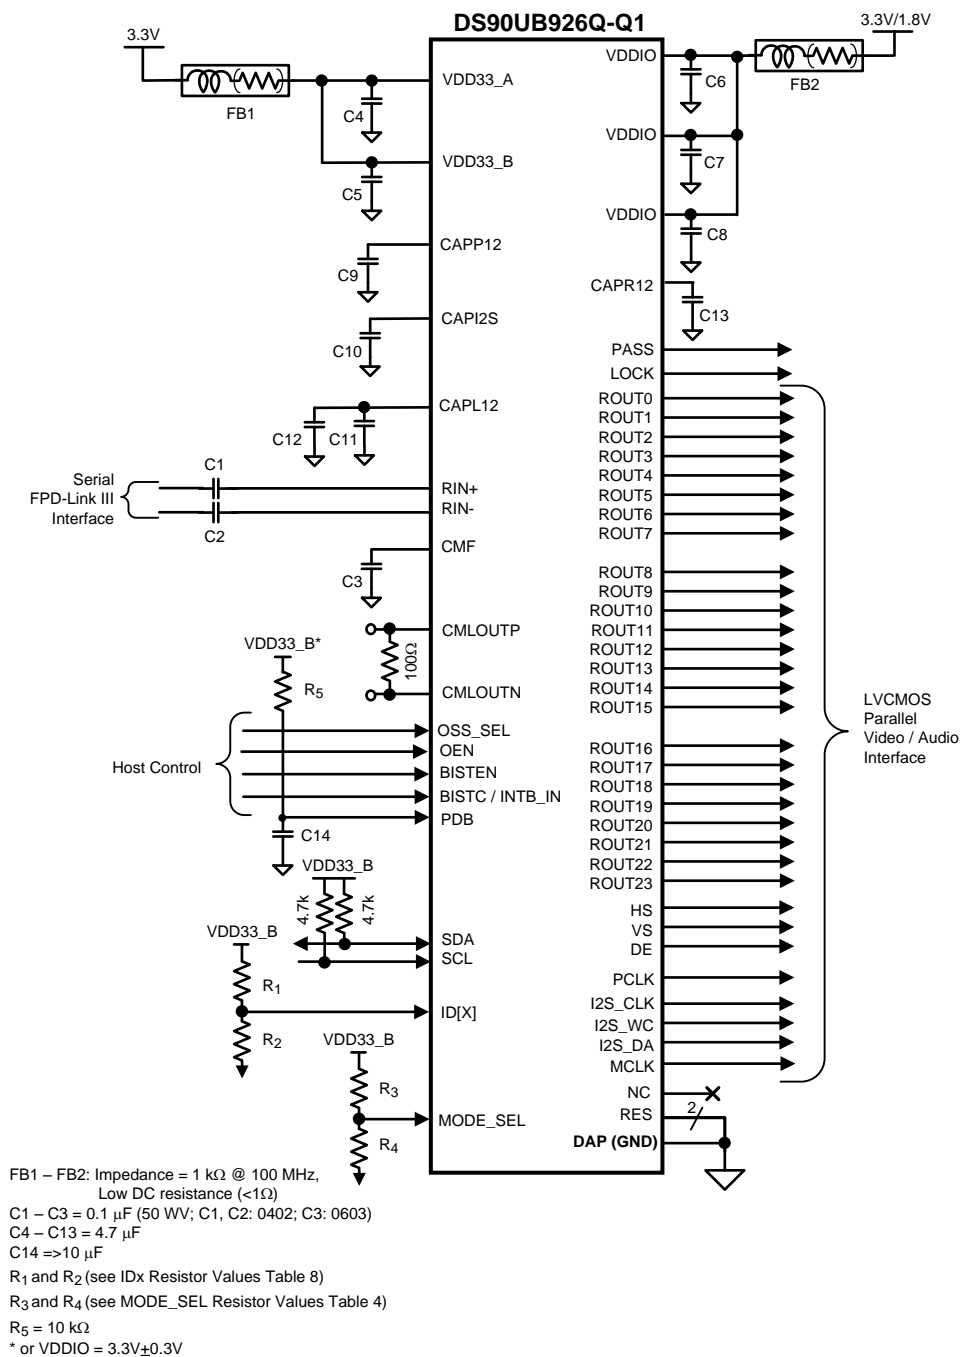 DS90UB926Q-Q1
3.3V
3.3V/1.8V
FB1
FB2
VDD33_A
VDDIO
C4
C6
VDD33_B
VDDIO
C5
C7
VDDIO
C8
CAPP12
C9
CAPR12
C13
CAPI2S
C10
PASS
LOCK
CAPL12
C12
C11
ROUT0
ROUT1
ROUT2
ROUT3
ROUT4
ROUT5
ROUT6
ROUT7
Serial
FPD-Link III
Interface
C1
C2
RIN+
RIN-
CMF
C3
ROUT8
ROUT9
ROUT10
ROUT11
ROUT12
ROUT13
ROUT14
ROUT15
CMLOUTP
100Ω
CMLOUTN
VDD33_B*
R5
LVCMOS
Parallel
Video / Audio
Interface
Host Control
OSS_SEL
OEN
BISTEN
BISTC / INTB_IN
PDB
C14
ROUT16
ROUT17
ROUT18
ROUT19
ROUT20
ROUT21
ROUT22
ROUT23
VDD33_B
4.7k
4.7k
SDA
SCL
HS
VS
DE
PCLK
VDD33_B
R1
R2
ID[X]
I2S_CLK
I2S_WC
I2S_DA
MCLK
VDD33_B
R3
R4
MODE_SEL
NC
RES
2
DAP (GND)
FB1 – FB2: Impedance = 1 kΩ @ 100 MHz,
Low DC resistance (<1Ω)
C1 – C3 = 0.1 μF (50 WV; C1, C2: 0402; C3: 0603)
C4 – C13 = 4.7 μF
C14 =>10 μF
R1 and R2 (see IDx Resistor Values Table 8)
R3 and R4 (see MODE_SEL Resistor Values Table 4)
R5 = 10 kΩ
* or VDDIO = 3.3V±0.3V